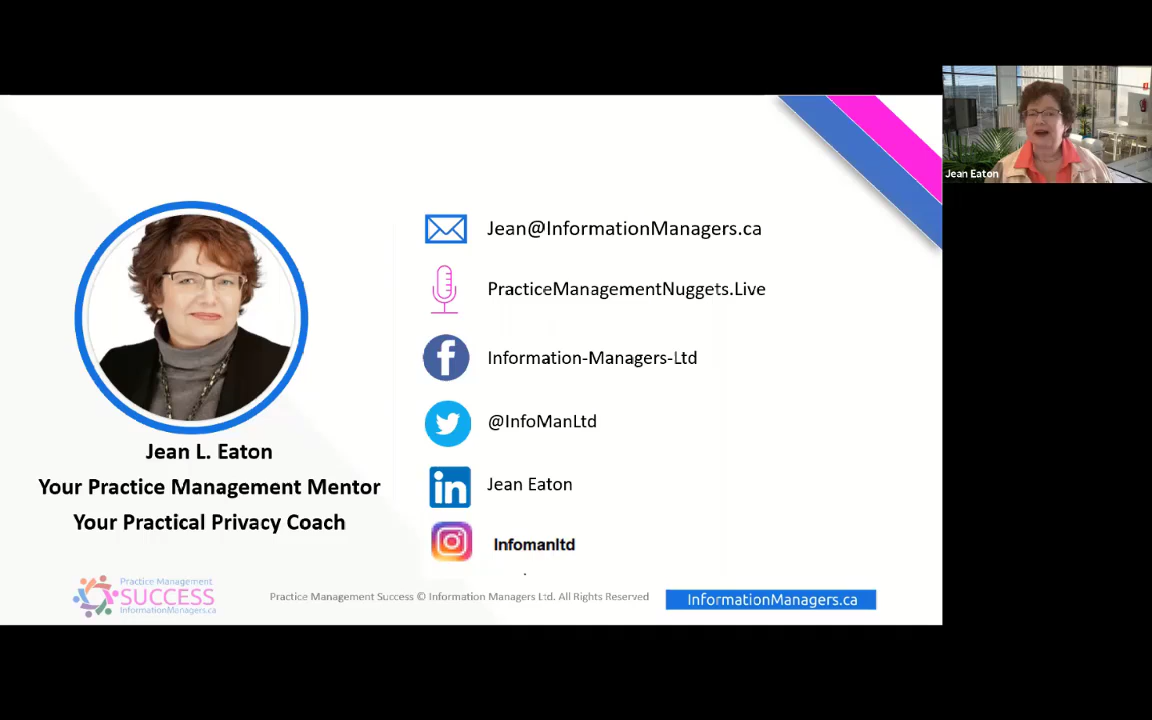 Jean@InformationManagers.ca
PracticeManagementNuggets.Live
Information-Managers-Ltd
@InfoManLtd
Jean Eaton
Infomanltd
Jean L. Eaton
Your Practice Management Mentor
Your Practical Privacy Coach
Practice Management
SUCCESS
InformationManagers.ca
Practice Management Success © Information Managers Ltd. All Rights Reserved
InformationManagers.ca
Jean Eaton